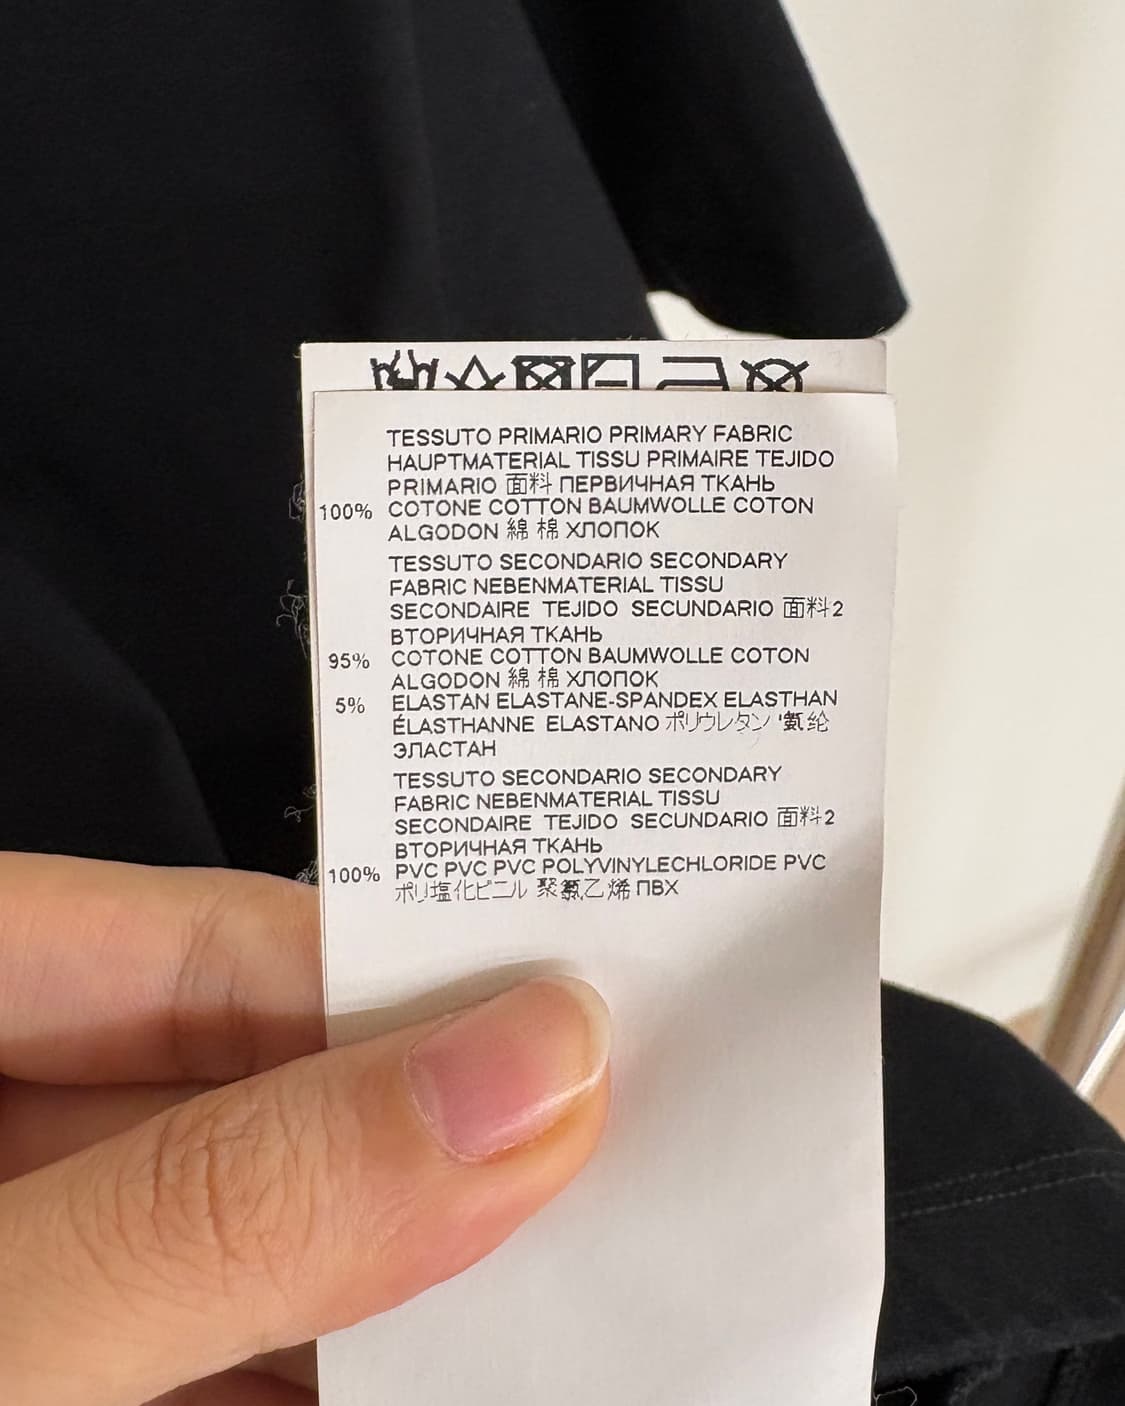 TESSUTO PRIMARIO PRIMARY FABRIC
HAUPTMATERIAL TISSU PRIMAIRE TEJIDO
PRIMARIO 面料 ПЕРВИЧНАЯ ТКАНЬ
100% COTONE COTTON BAUMWOLLE COTON
ALGODON 綿 棉 ХЛОПОК
TESSUTO SECONDARIO SECONDARY
FABRIC NEBENMATERIAL TISSU
SECONDAIRE TEJIDO SECUNDARIO 面料2
ВТОРИЧНАЯ ТКАНЬ
95% COTONE COTTON BAUMWOLLE COTON
ALGODON 綿 棉 ХЛОПОК
5% ELASTAN ELASTANE-SPANDEX ELASTHAN
ÉLASTHANNE ELASTANO ポリウレタン '氨纶
ЭЛАСТАН
TESSUTO SECONDARIO SECONDARY
FABRIC NEBENMATERIAL TISSU
SECONDAIRE TEJIDO SECUNDARIO 面料2
ВТОРИЧНАЯ ТКАНЬ
100% PVC PVC PVC POLYVINYLECHLORIDE PVC
ポリ塩化ビニル 聚氯乙烯 ПВХ